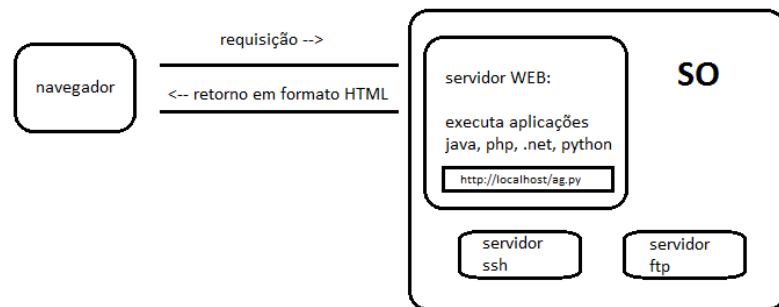 requisição -->
navegador
<-- retorno em formato HTML
servidor WEB:
executa aplicações
java, php, .net, python
http://localhost/ag.py
SO
servidor
ssh
servidor
ftp